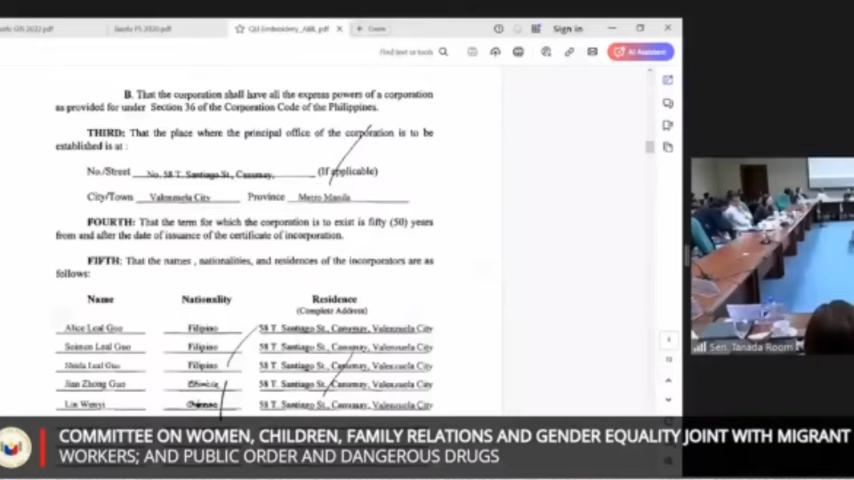 GIS 2022.pdf
FS 2020.pdf
QJJ Embroidery_ABR_.pdf
Create
Sign in
Find text or tools
AI Assistant
B. That the corporation shall have all the express powers of a corporation
as provided for under Section 36 of the Corporation Code of the Philippines.
THIRD: That the place where the principal office of the corporation is to be
established is at :
No./Street No. 58 T. Santiago St., Canumay, (If applicable)
City/Town Valenzuela City Province Metro Manila
FOURTH: That the term for which the corporation is to exist is fifty (50) years
from and after the date of issuance of the certificate of incorporation.
FIFTH: That the names , nationalities, and residences of the incorporators are as
follows:
Name Nationality Residence
(Complete Address)
Alice Leal Guo Filipino 58 T. Santiago St., Canumay, Valenzuela City
Seimen Leal Guo Filipino 58 T. Santiago St., Canumay, Valenzuela City
Shiela Leal Guo Filipino 58 T. Santiago St., Canumay, Valenzuela City
Jian Zhong Guo Chinese 58 T. Santiago St., Canumay, Valenzuela City
Lin Wenyi Chinese 58 T. Santiago St., Canumay, Valenzuela City
Sen. Tanada Room
COMMITTEE ON WOMEN, CHILDREN, FAMILY RELATIONS AND GENDER EQUALITY JOINT WITH MIGRANT
WORKERS; AND PUBLIC ORDER AND DANGEROUS DRUGS